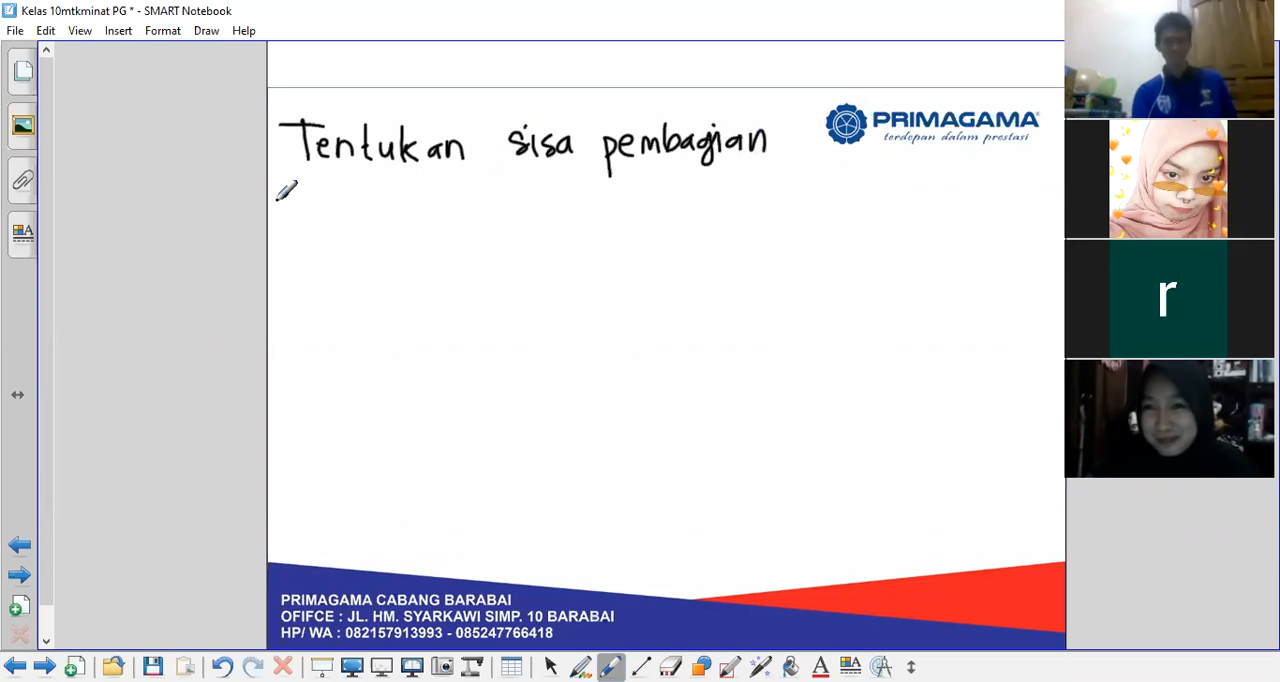 Kelas 10mtkminat PG * - SMART Notebook
File Edit View Insert Format Draw Help
Tentukan sisa pembagian
PRIMAGAMA
terdepan dalam prestasi
r
PRIMAGAMA CABANG BARABAI
OFIFCE : JL. HM. SYARKAWI SIMP. 10 BARABAI
HP/ WA : 082157913993 - 085247766418